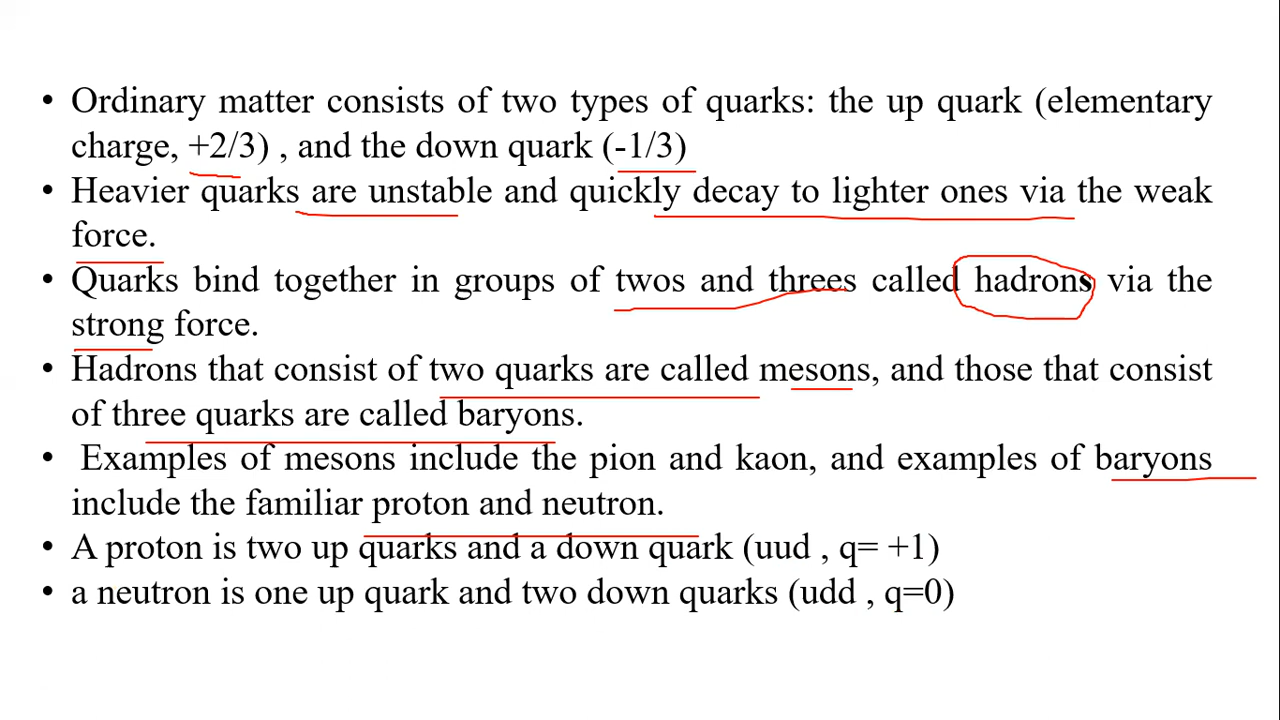 • Ordinary matter consists of two types of quarks: the up quark (elementary
charge, +2/3) , and the down quark (-1/3)
• Heavier quarks are unstable and quickly decay to lighter ones via the weak
force.
• Quarks bind together in groups of twos and threes called hadrons via the
strong force.
• Hadrons that consist of two quarks are called mesons, and those that consist
of three quarks are called baryons.
• Examples of mesons include the pion and kaon, and examples of baryons
include the familiar proton and neutron.
• A proton is two up quarks and a down quark (uud , q= +1)
• a neutron is one up quark and two down quarks (udd , q=0)